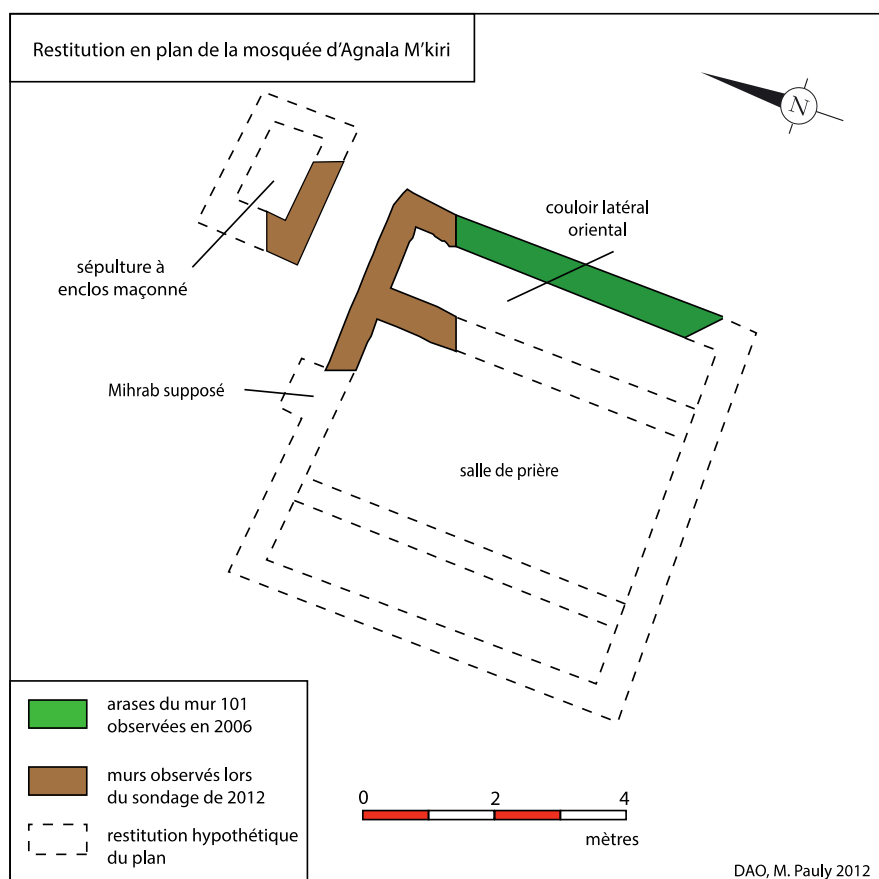 Restitution en plan de la mosquée d'Agnala M'kiri
N
couloir latéral
oriental
sépulture à
enclos maçonné
Mihrab supposé
salle de prière
arases du mur 101
observées en 2006
murs observés lors
du sondage de 2012
restitution hypothétique
du plan
0 2 4
mètres
DAO, M. Pauly 2012